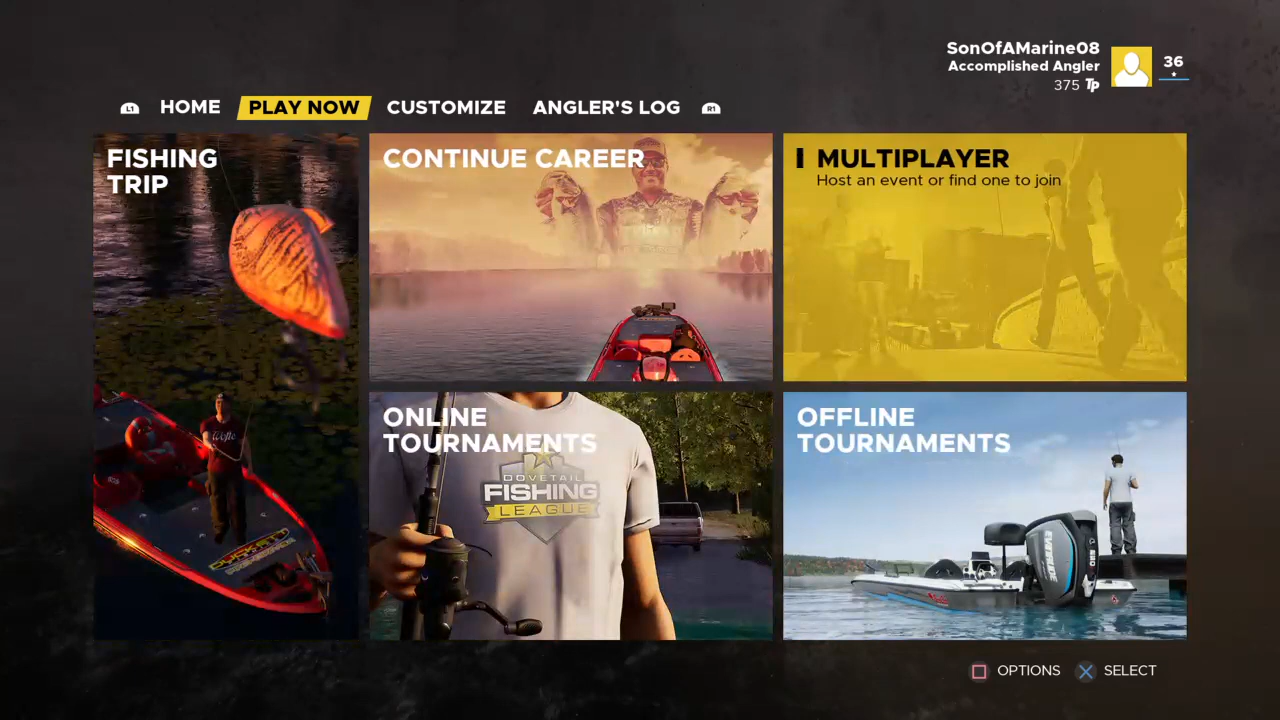 SonOfAMarine08
Accomplished Angler
36
375 Tp
L1 HOME PLAY NOW CUSTOMIZE ANGLER'S LOG R1
FISHING
TRIP
CONTINUE CAREER
MULTIPLAYER
Host an event or find one to join
ONLINE
TOURNAMENTS
DOVETAIL
FISHING
LEAGUE
OFFLINE
TOURNAMENTS
EVINRUDE
OPTIONS SELECT